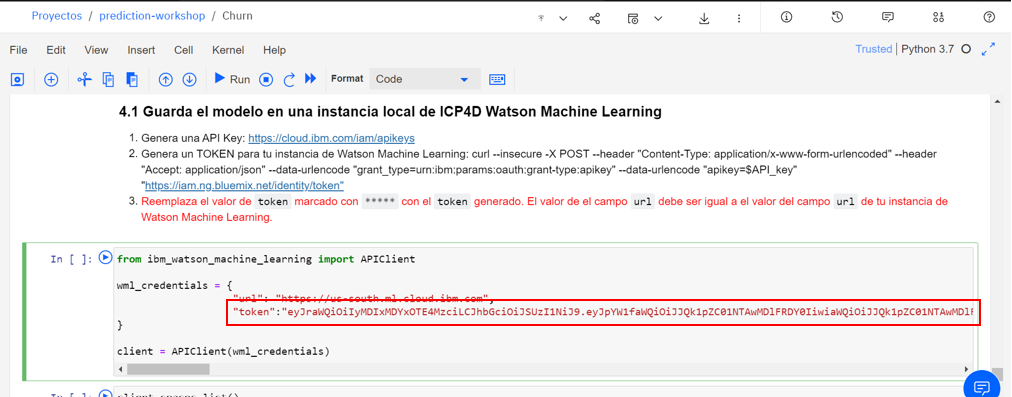 Proyectos / prediction-workshop / Churn
File Edit View Insert Cell Kernel Help
Trusted | Python 3.7
Run Format Code
4.1 Guarda el modelo en una instancia local de ICP4D Watson Machine Learning
1. Genera una API Key: https://cloud.ibm.com/iam/apikeys
2. Genera un TOKEN para tu instancia de Watson Machine Learning: curl --insecure -X POST --header "Content-Type: application/x-www-form-urlencoded" --header
"Accept: application/json" --data-urlencode "grant_type=urn:ibm:params:oauth:grant-type:apikey" --data-urlencode "apikey=$API_key"
"https://iam.ng.bluemix.net/identity/token"
3. Reemplaza el valor de token marcado con ***** con el token generado. El valor de el campo url debe ser igual a el valor del campo url de tu instancia de
Watson Machine Learning.
In [ ]: from ibm_watson_machine_learning import APIClient
wml_credentials = {
"url": "https://us-south.ml.cloud.ibm.com",
"token":"eyJraWQiOiIyMDIxMDYxOTE4MzciLCJhbGciOiJSUzI1NiJ9.eyJpYW1faWQiOiJJQk1pZC01NTAwMDlFRDY0IiwiaWQiOiJJQk1pZC01NTAwMDlF
}
client = APIClient(wml_credentials)